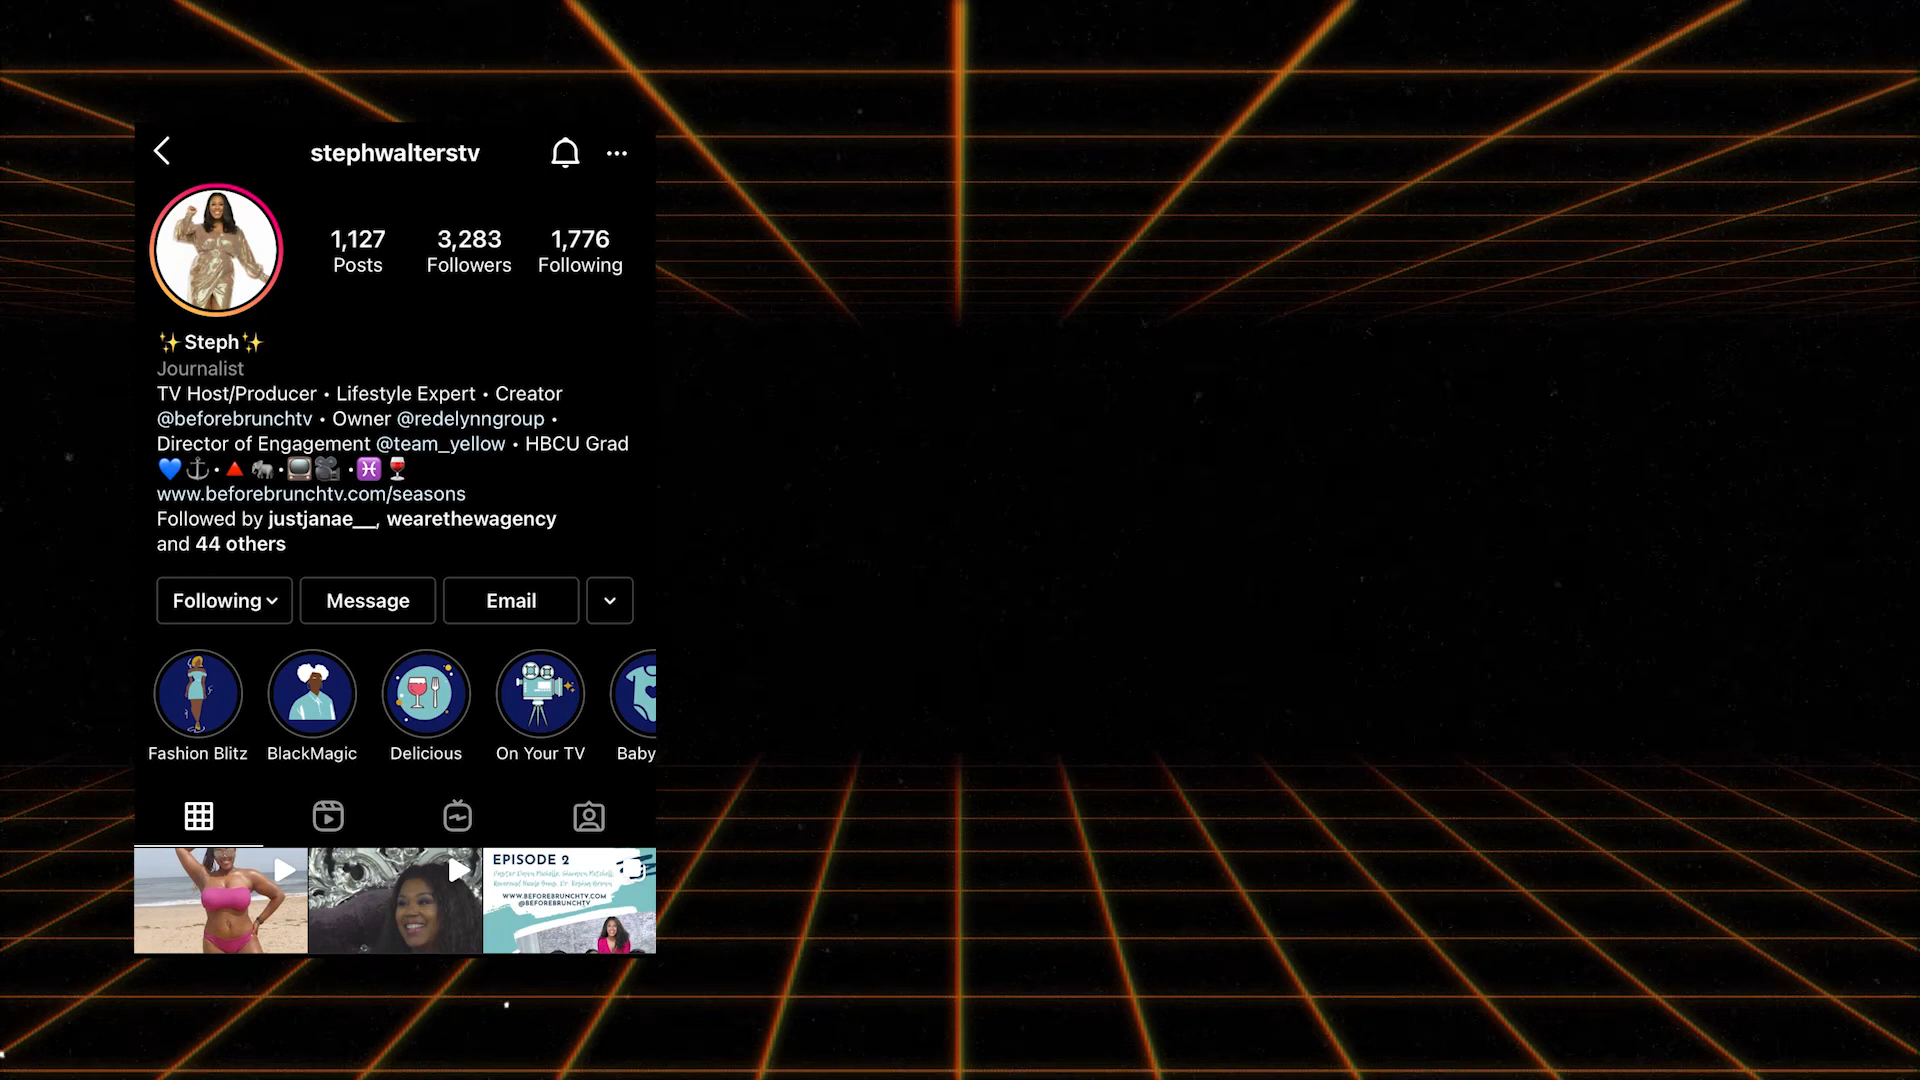 stephwalterstv
1,127 3,283 1,776
Posts Followers Following
✨Steph✨
Journalist
TV Host/Producer • Lifestyle Expert • Creator
@beforebrunchtv • Owner @redelynngroup •
Director of Engagement @team_yellow • HBCU Grad
💙⚓️•🔺🐘•📺🎥 •♓️🍷
www.beforebrunchtv.com/seasons
Followed by justjanae__, wearethewagency
and 44 others
Following Message Email
Fashion Blitz BlackMagic Delicious On Your TV Baby
EPISODE 2
WWW.BEFOREBRUNCHTV.COM
@BEFOREBRUNCHTV